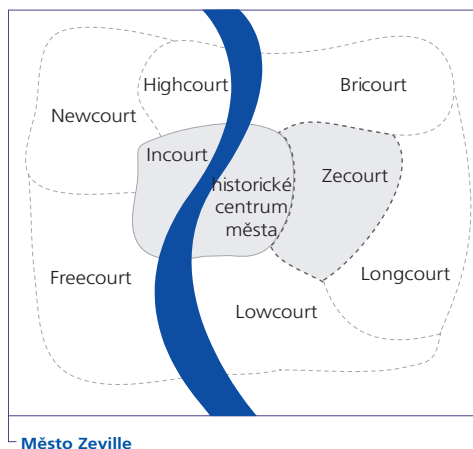 Highcourt
Bricourt
Newcourt
Incourt
historické
centrum
města
Zecourt
Freecourt
Longcourt
Lowcourt
Město Zeville